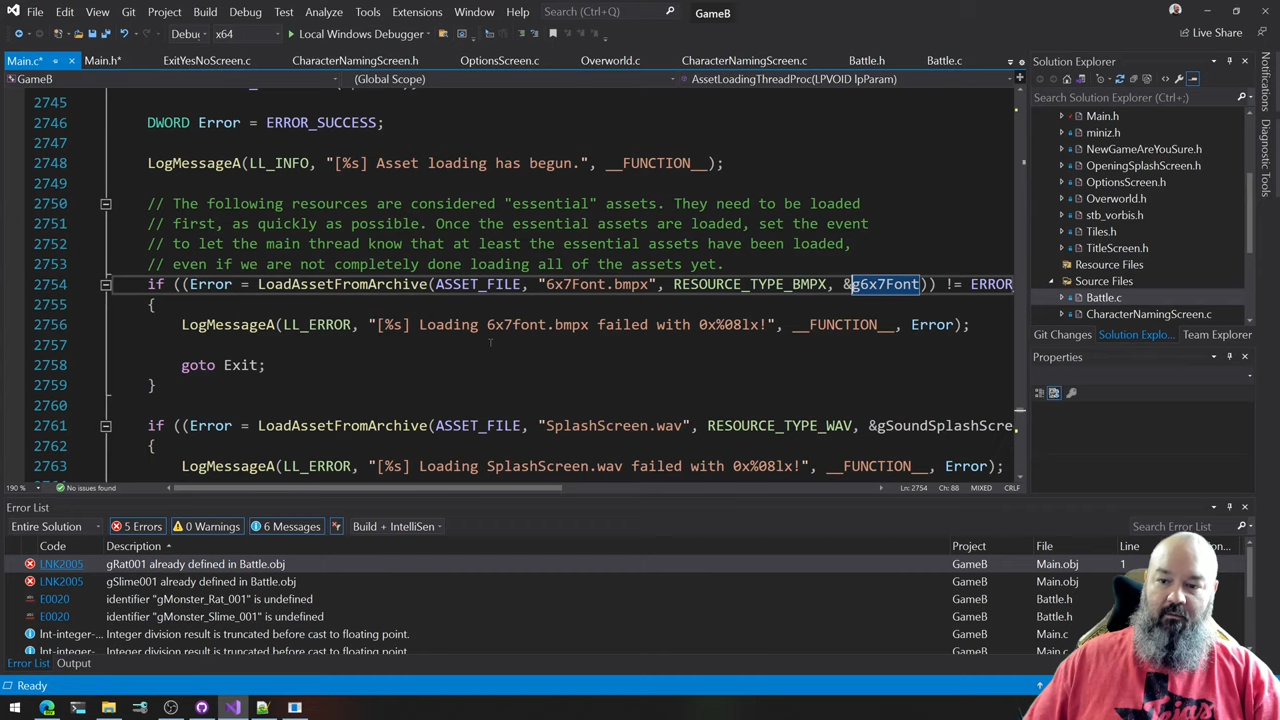 File Edit View Git Project Build Debug Test Analyze Tools Extensions Window Help Search (Ctrl+Q) GameB
Debu x64 Local Windows Debugger Live Share
Main.c* Main.h* ExitYesNoScreen.c CharacterNamingScreen.h OptionsScreen.c Overworld.c CharacterNamingScreen.c Battle.h Battle.c
GameB (Global Scope) AssetLoadingThreadProc(LPVOID lpParam)
2745
2746 DWORD Error = ERROR_SUCCESS;
2747
2748 LogMessageA(LL_INFO, "[%s] Asset loading has begun.", __FUNCTION__);
2749
2750 // The following resources are considered "essential" assets. They need to be loaded
2751 // first, as quickly as possible. Once the essential assets are loaded, set the event
2752 // to let the main thread know that at least the essential assets have been loaded,
2753 // even if we are not completely done loading all of the assets yet.
2754 if ((Error = LoadAssetFromArchive(ASSET_FILE, "6x7Font.bmpx", RESOURCE_TYPE_BMPX, &g6x7Font)) != ERROR
2755 {
2756 LogMessageA(LL_ERROR, "[%s] Loading 6x7font.bmpx failed with 0x%08lx!", __FUNCTION__, Error);
2757
2758 goto Exit;
2759 }
2760
2761 if ((Error = LoadAssetFromArchive(ASSET_FILE, "SplashScreen.wav", RESOURCE_TYPE_WAV, &gSoundSplashScre
2762 {
2763 LogMessageA(LL_ERROR, "[%s] Loading SplashScreen.wav failed with 0x%08lx!", __FUNCTION__, Error);
190 % No issues found Ln: 2754 Ch: 88 MIXED CRLF
Solution Explorer
Search Solution Explorer (Ctrl+;)
Main.h
miniz.h
NewGameAreYouSure.h
OpeningSplashScreen.h
OptionsScreen.h
Overworld.h
stb_vorbis.h
Tiles.h
TitleScreen.h
Resource Files
Source Files
Battle.c
CharacterNamingScreen.c
Git Changes Solution Explo... Team Explorer
Properties
Notifications
Diagnostic Tools
Error List
Entire Solution 5 Errors 0 Warnings 6 Messages Build + IntelliSen Search Error List
Code Description Project File Line
LNK2005 gRat001 already defined in Battle.obj GameB Main.obj 1
LNK2005 gSlime001 already defined in Battle.obj GameB Main.obj
E0020 identifier "gMonster_Rat_001" is undefined GameB Battle.h
E0020 identifier "gMonster_Slime_001" is undefined GameB Battle.h
Int-integer-... Integer division result is truncated before cast to floating point. GameB Main.c
Int-integer-... Integer division result is truncated before cast to floating point. GameB Main.c
Error List Output
Ready